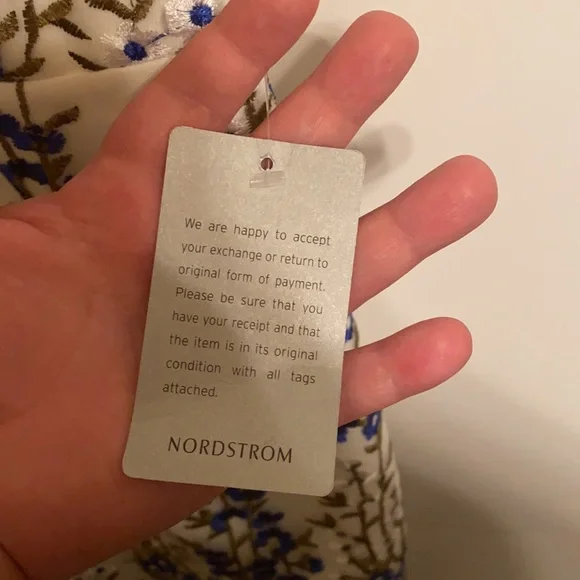 We are happy to accept
your exchange or return to
original form of payment.
Please be sure that you
have your receipt and that
the item is in its original
condition with all tags
attached.
NORDSTROM